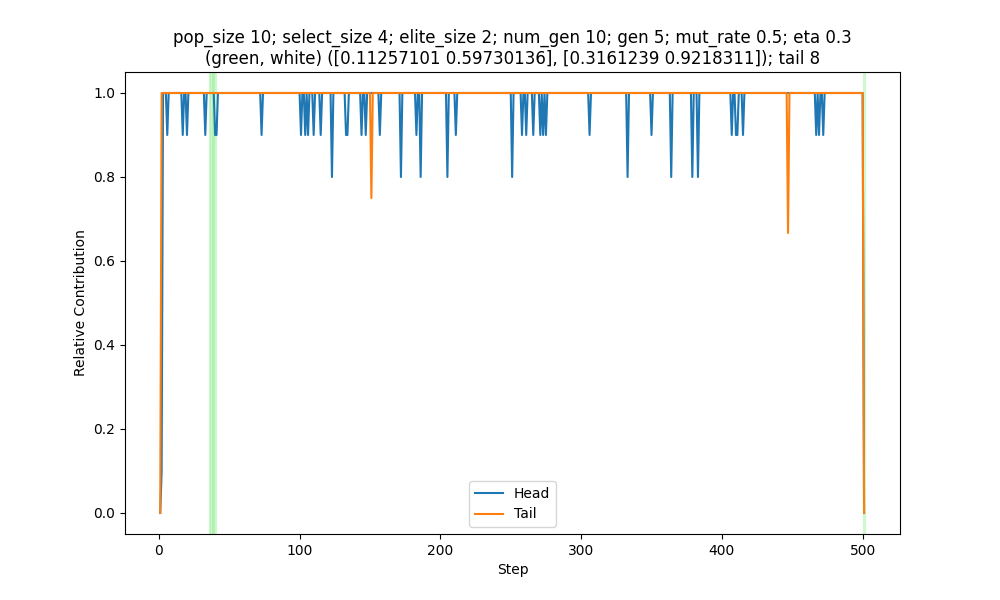 pop_size 10; select_size 4; elite_size 2; num_gen 10; gen 5; mut_rate 0.5; eta 0.3
(green, white) ([0.11257101 0.59730136], [0.3161239 0.9218311]); tail 8
1.0
0.8
0.6
0.4
0.2
0.0
Relative Contribution
Head
Tail
0 100 200 300 400 500
Step